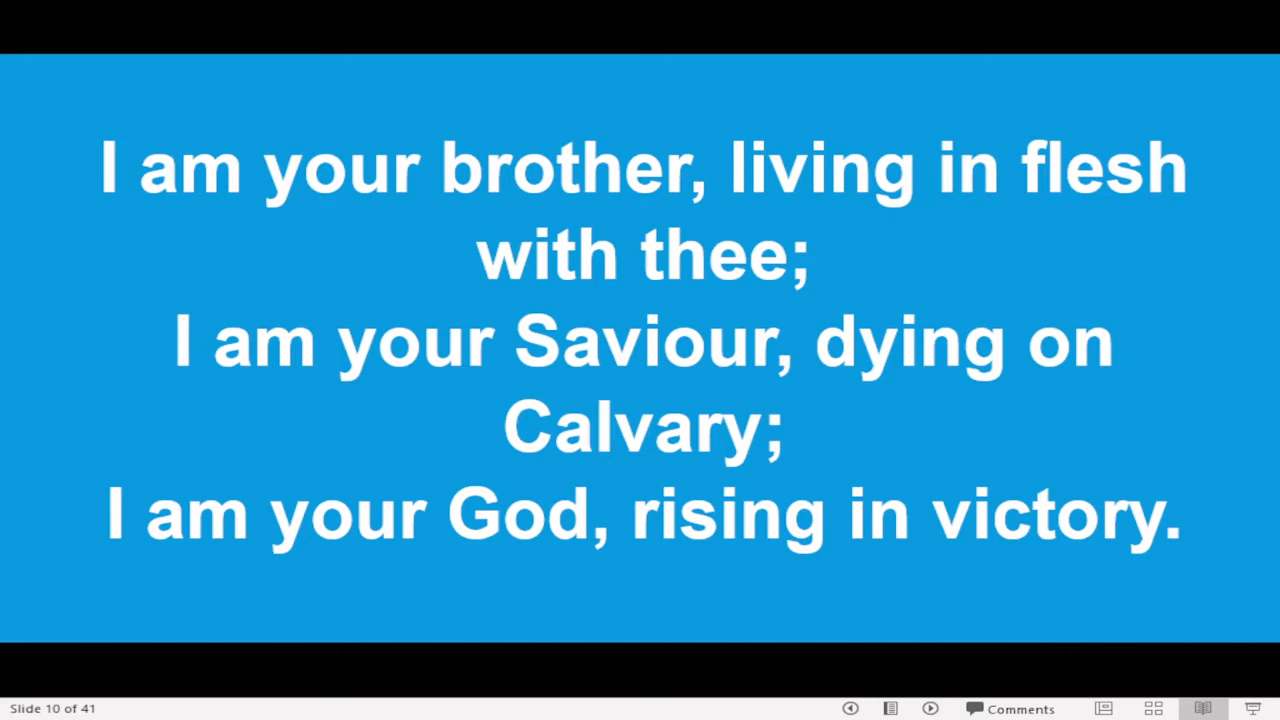 I am your brother, living in flesh
with thee;
I am your Saviour, dying on
Calvary;
I am your God, rising in victory.
Slide 10 of 41
Comments